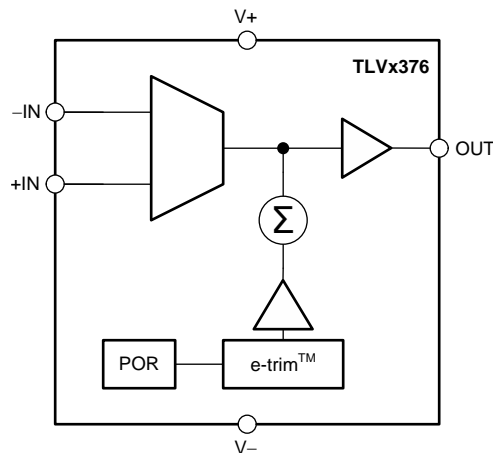 V+
TLVx376
−IN
+IN
OUT
Σ
POR
e-trim™
V−